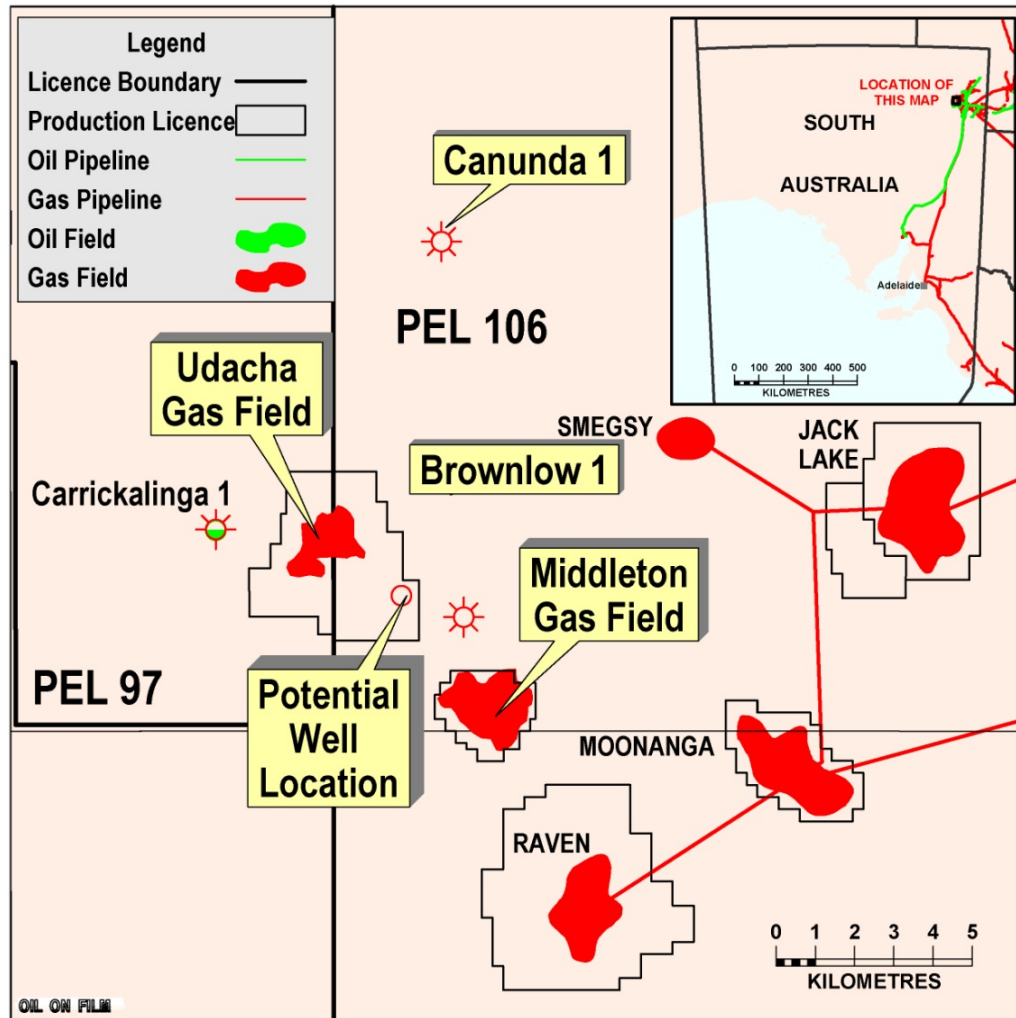 Legend
Licence Boundary
Production Licence
Oil Pipeline
Gas Pipeline
Oil Field
Gas Field
LOCATION OF
THIS MAP
SOUTH
AUSTRALIA
Adelaide
0 100 200 300 400 500
KILOMETRES
Canunda 1
PEL 106
Udacha
Gas Field
SMEGSY
JACK
LAKE
Brownlow 1
Carrickalinga 1
Middleton
Gas Field
PEL 97
Potential
Well
Location
MOONANGA
RAVEN
0 1 2 3 4 5
KILOMETRES
OIL ON FILM